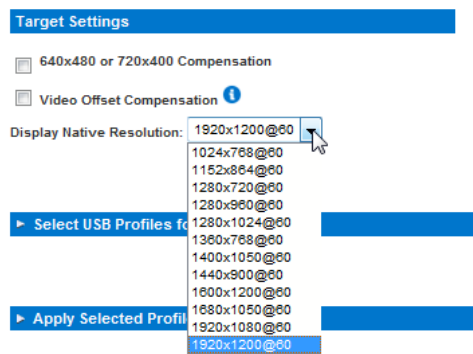 Target Settings
640x480 or 720x400 Compensation
Video Offset Compensation
Display Native Resolution: 1920x1200@60
1024x768@60
1152x864@60
1280x720@60
1280x960@60
Select USB Profiles fo
1280x1024@60
1360x768@60
1400x1050@60
1440x900@60
1600x1200@60
1680x1050@60
Apply Selected Profil
1920x1080@60
1920x1200@60